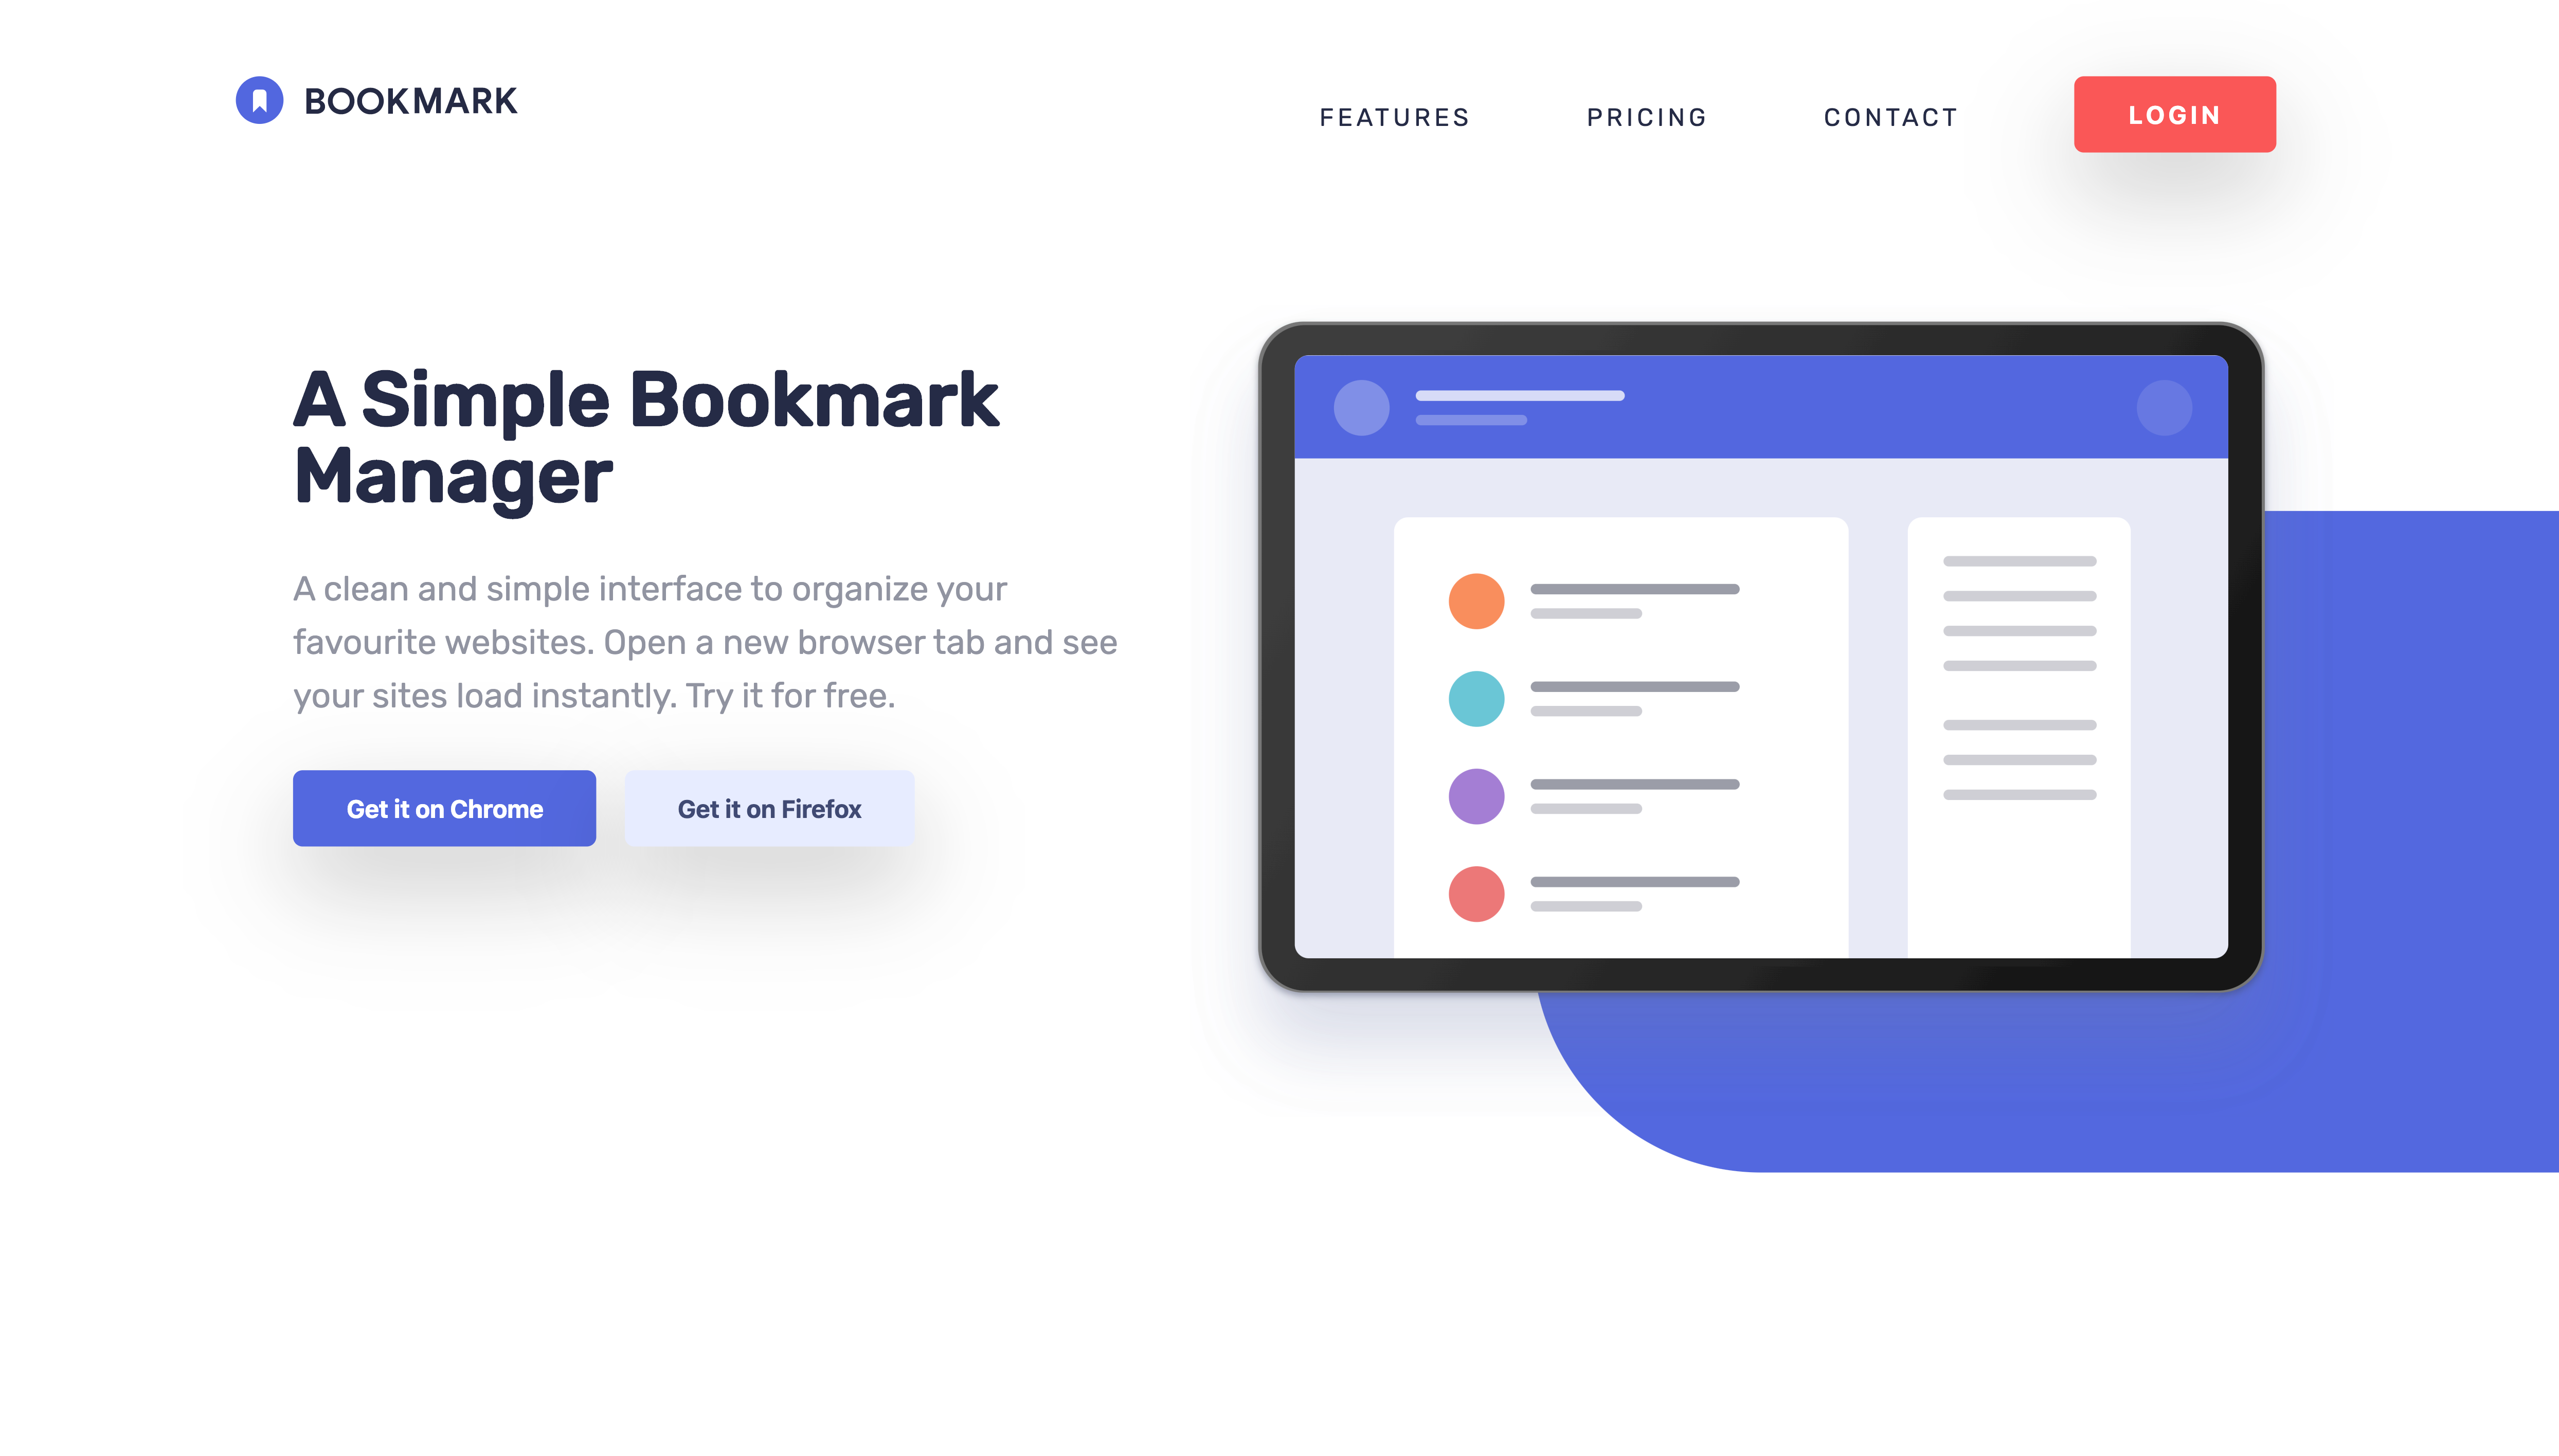 BOOKMARK
FEATURES
PRICING
CONTACT
LOGIN
A Simple Bookmark
Manager
A clean and simple interface to organize your
favourite websites. Open a new browser tab and see
your sites load instantly. Try it for free.
Get it on Chrome
Get it on Firefox